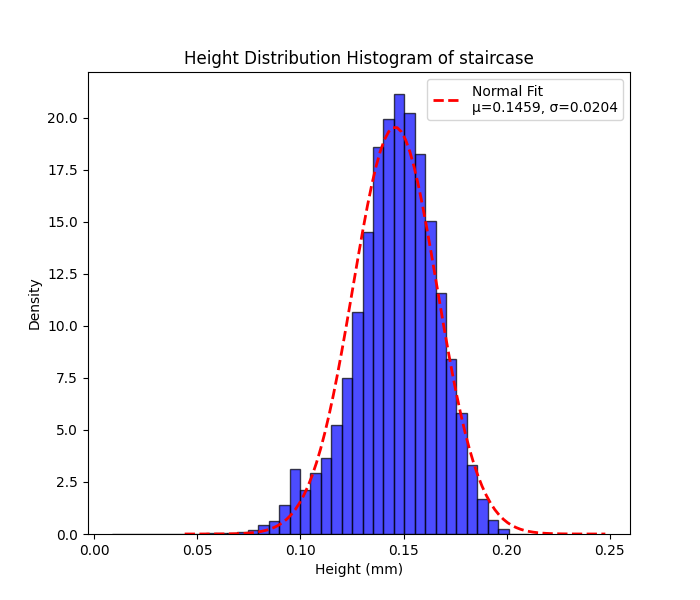 Height Distribution Histogram of staircase
Normal Fit
μ=0.1459, σ=0.0204
20.0
17.5
15.0
12.5
10.0
7.5
5.0
2.5
0.0
Density
0.00 0.05 0.10 0.15 0.20 0.25
Height (mm)